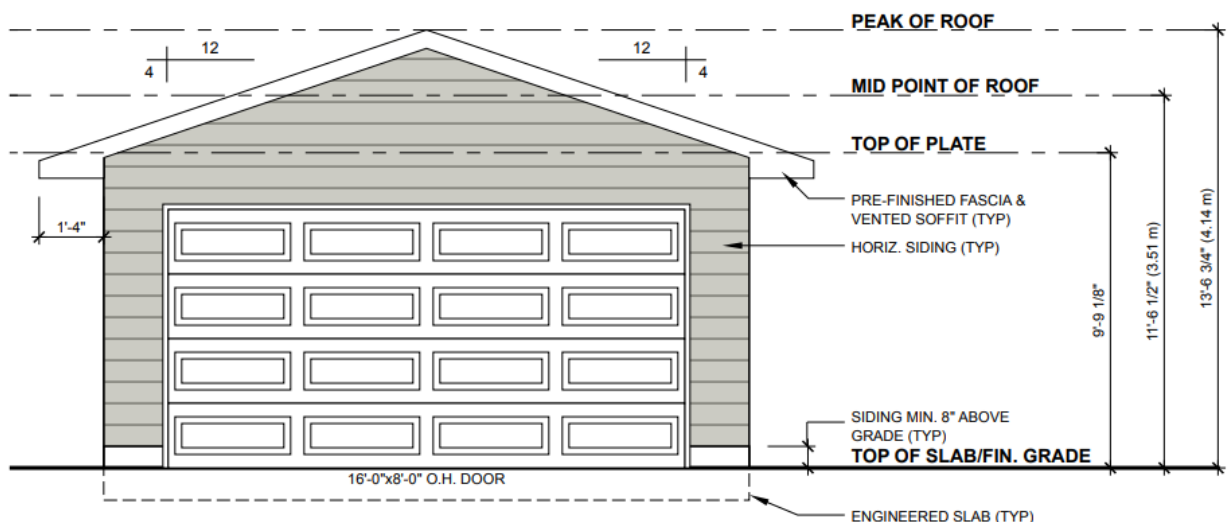 PEAK OF ROOF
12
4
12
4
MID POINT OF ROOF
TOP OF PLATE
PRE-FINISHED FASCIA &
VENTED SOFFIT (TYP)
1'-4"
HORIZ. SIDING (TYP)
9'-9 1/8"
11'-6 1/2" (3.51 m)
13'-6 3/4" (4.14 m)
SIDING MIN. 8" ABOVE
GRADE (TYP)
TOP OF SLAB/FIN. GRADE
16'-0"x8'-0" O.H. DOOR
ENGINEERED SLAB (TYP)